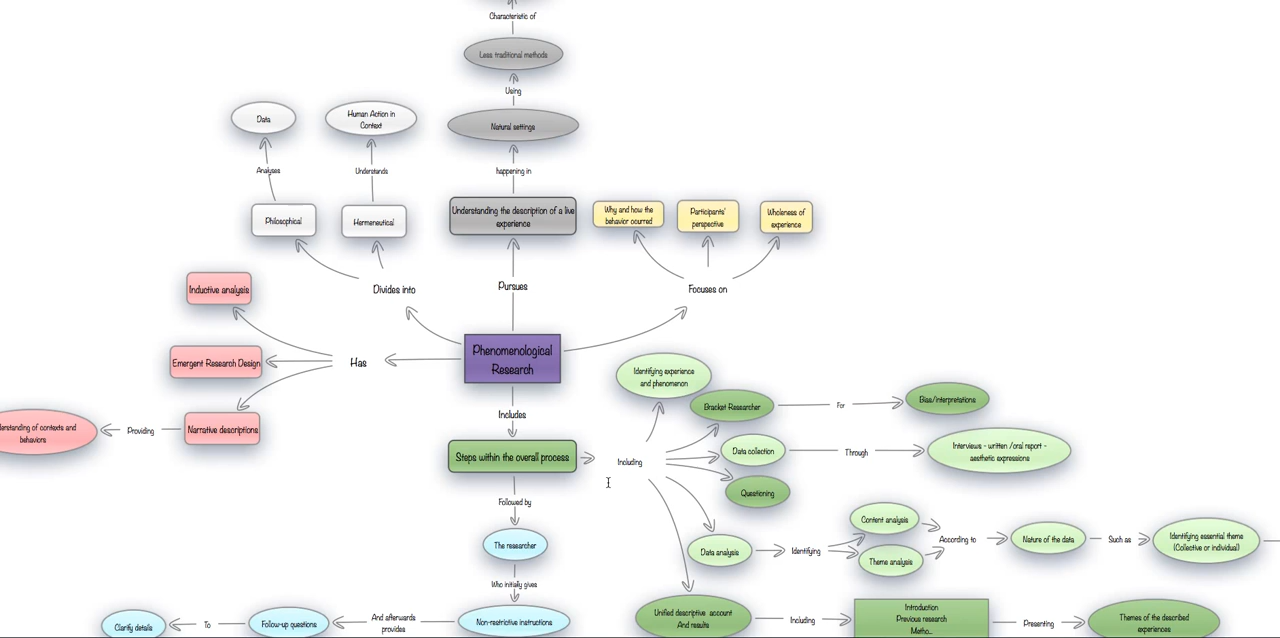 Characteristic of
Less traditional methods
Using
Data
Human Action in
Context
Natural settings
Analyses
Understands
happening in
Philosophical
Hermeneutical
Understanding the description of a live
experience
Why and how the
behavior ocurred
Participants'
perspective
Wholeness of
experience
Inductive analysis
Divides into
Pursues
Focuses on
Phenomenological
Research
Has
Emergent Research Design
Identifying experience
and phenomenon
Bracket Researcher
For
Bias/Interpretations
Includes
of contexts and
behaviors
Providing
Narrative descriptions
Steps within the overall process
Including
Data collection
Through
Interviews - written /oral report -
aesthetic expressions
Questioning
Followed by
The researcher
Data analysis
Identifying
Content analysis
Theme analysis
According to
Nature of the data
Such as
Identifying essential theme
(Collective or individual)
Who initially gives
Clarify details
To
Follow-up questions
And afterwards
provides
Non-restrictive instructions
Unified descriptive account
And results
Including
Introduction
Previous research
Metho...
Presenting
Themes of the described
experiences